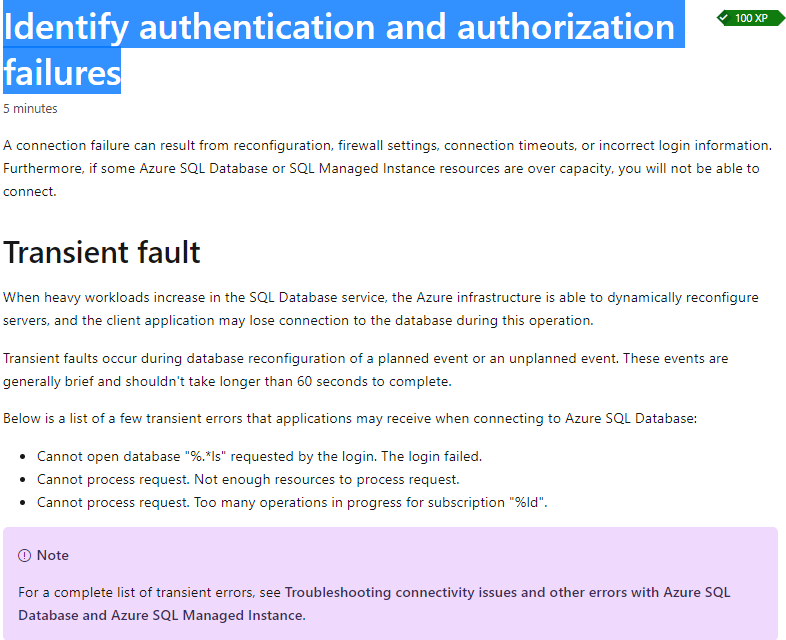 Identify authentication and authorization
100 XP
failures
5 minutes
A connection failure can result from reconfiguration, firewall settings, connection timeouts, or incorrect login information.
Furthermore, if some Azure SQL Database or SQL Managed Instance resources are over capacity, you will not be able to
connect.
Transient fault
When heavy workloads increase in the SQL Database service, the Azure infrastructure is able to dynamically reconfigure
servers, and the client application may lose connection to the database during this operation.
Transient faults occur during database reconfiguration of a planned event or an unplanned event. These events are
generally brief and shouldn't take longer than 60 seconds to complete.
Below is a list of a few transient errors that applications may receive when connecting to Azure SQL Database:
• Cannot open database "%.*ls" requested by the login. The login failed.
• Cannot process request. Not enough resources to process request.
• Cannot process request. Too many operations in progress for subscription "%ld".
Note
For a complete list of transient errors, see Troubleshooting connectivity issues and other errors with Azure SQL
Database and Azure SQL Managed Instance.